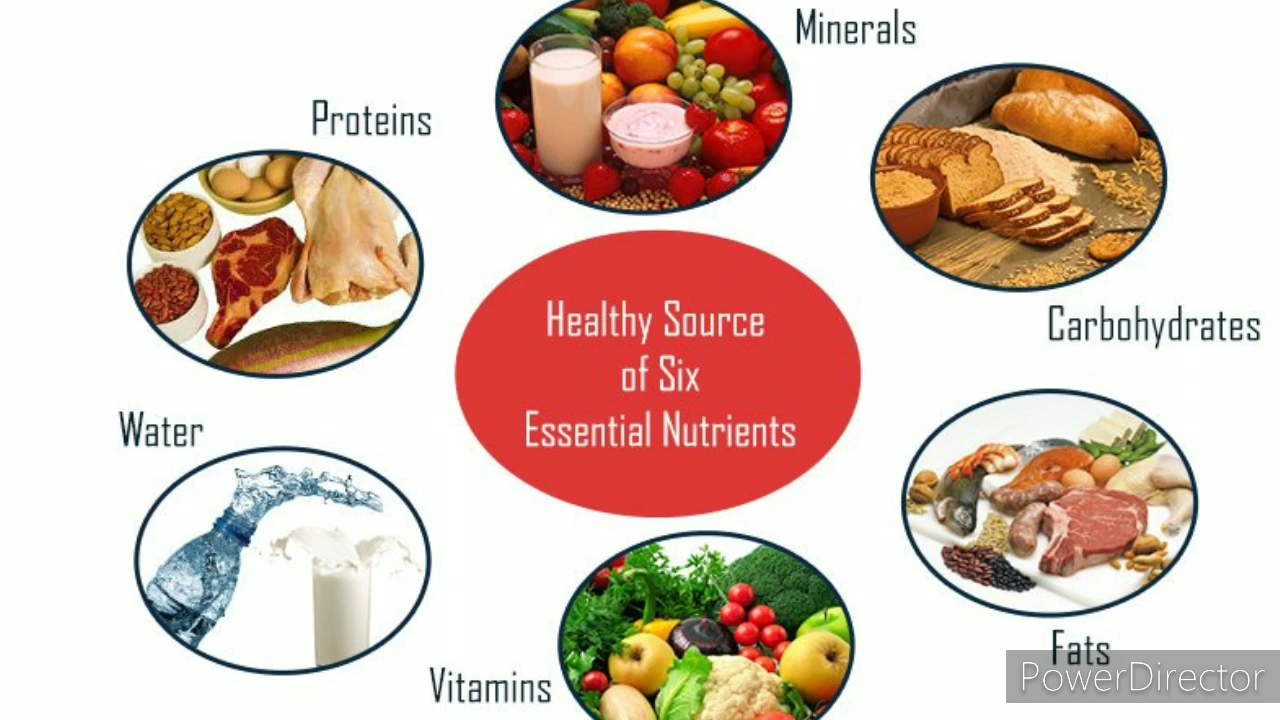 Minerals
Proteins
Healthy Source
of Six
Essential Nutrients
Carbohydrates
Water
Fats
PowerDirector
Vitamins